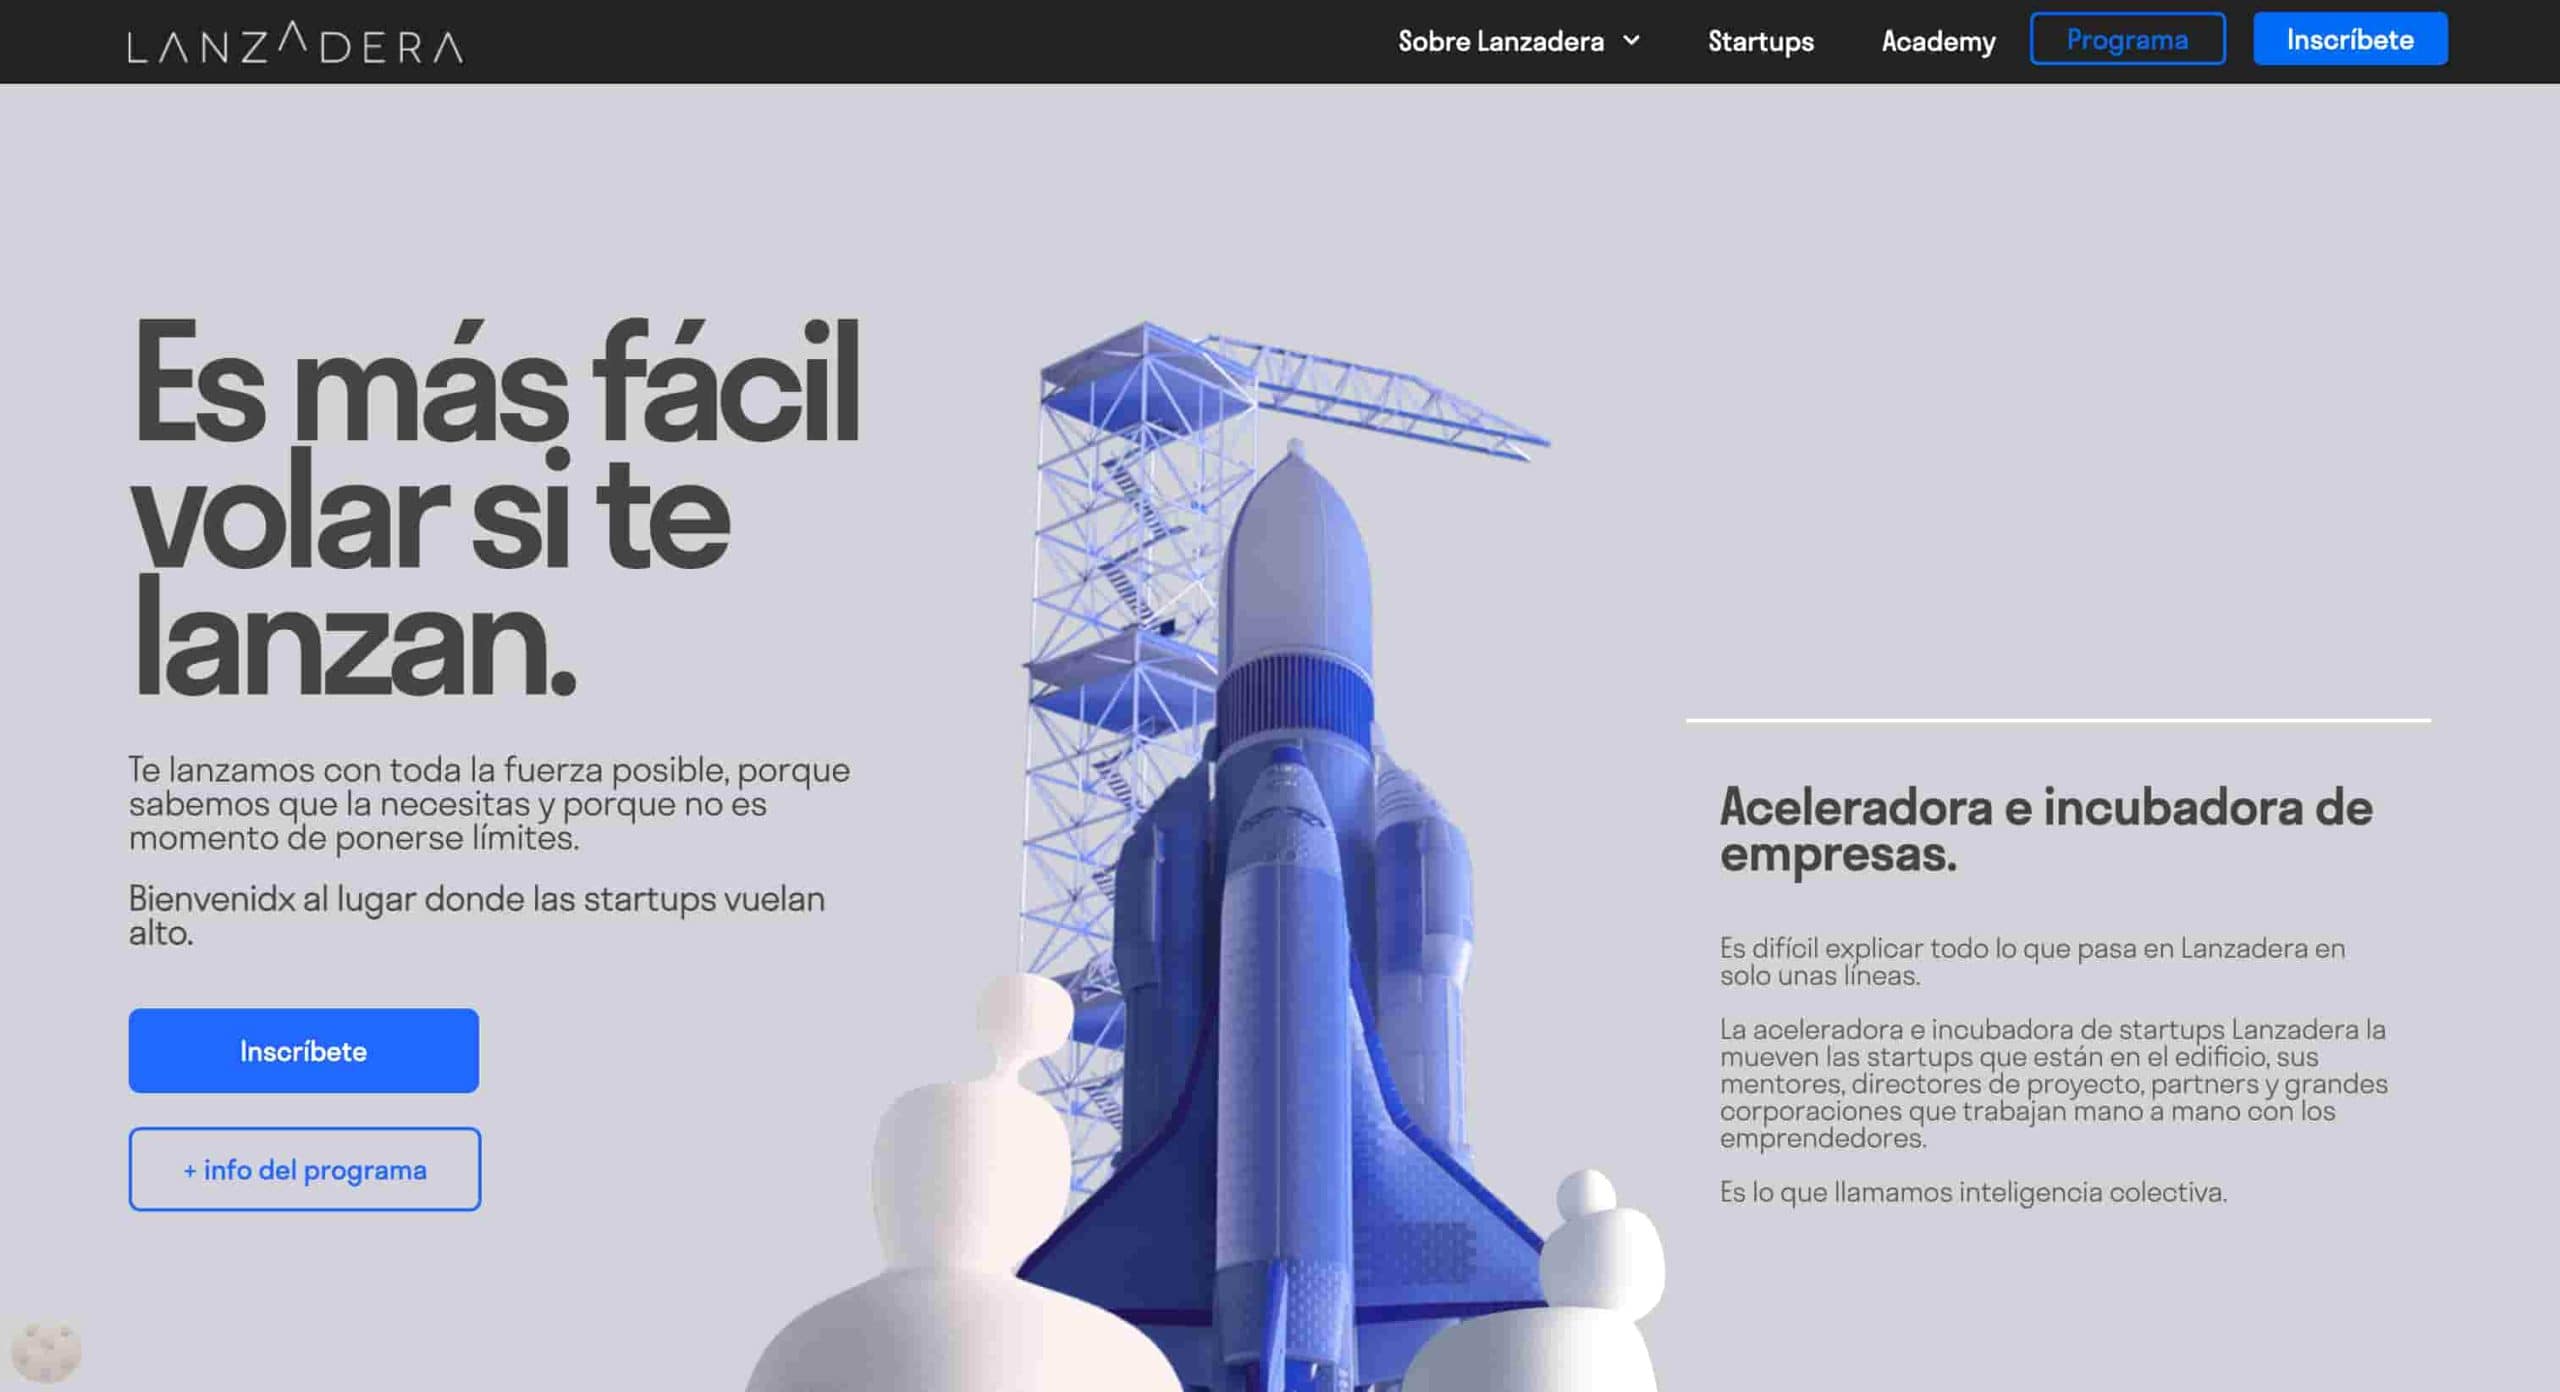 LANZADERA
Sobre Lanzadera
Startups
Academy
Programa
Inscríbete
Es más fácil
volar si te
lanzan.
Te lanzamos con toda la fuerza posible, porque
sabemos que la necesitas y porque no es
momento de ponerse límites.
Bienvenidx al lugar donde las startups vuelan
alto.
Inscríbete
+ info del programa
Aceleradora e incubadora de
empresas.
Es difícil explicar todo lo que pasa en Lanzadera en
solo unas líneas.
La aceleradora e incubadora de startups Lanzadera la
mueven las startups que están en el edificio, sus
mentores, directores de proyecto, partners y grandes
corporaciones que trabajan mano a mano con los
emprendedores.
Es lo que llamamos inteligencia colectiva.